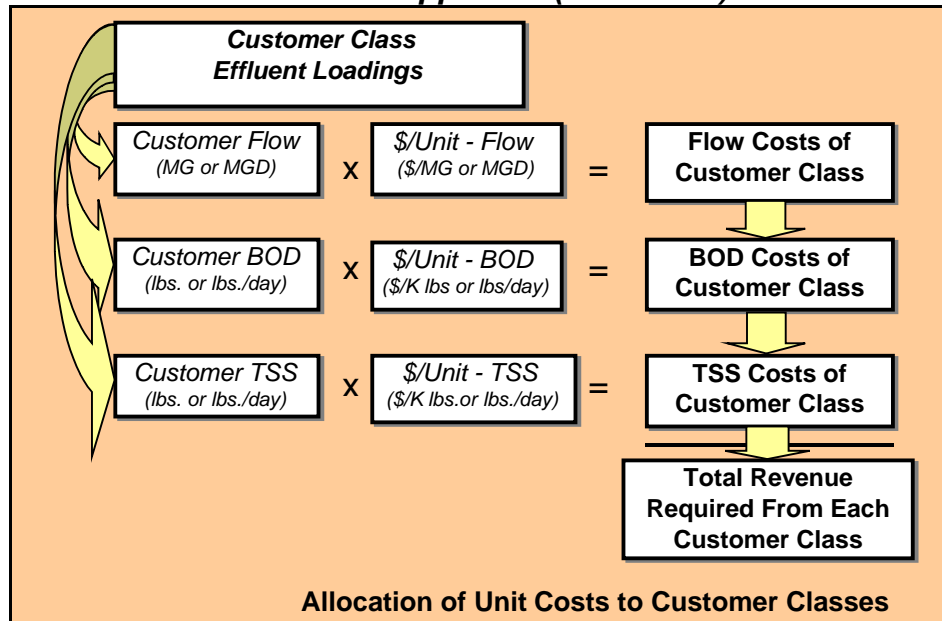 Customer Class
Effluent Loadings
Customer Flow
(MG or MGD)
x
$/Unit - Flow
($/MG or MGD)
=
Flow Costs of
Customer Class
Customer BOD
(lbs. or lbs./day)
x
$/Unit - BOD
($/K lbs or lbs/day)
=
BOD Costs of
Customer Class
Customer TSS
(lbs. or lbs./day)
x
$/Unit - TSS
($/K lbs.or lbs./day)
=
TSS Costs of
Customer Class
Total Revenue
Required From Each
Customer Class
Allocation of Unit Costs to Customer Classes